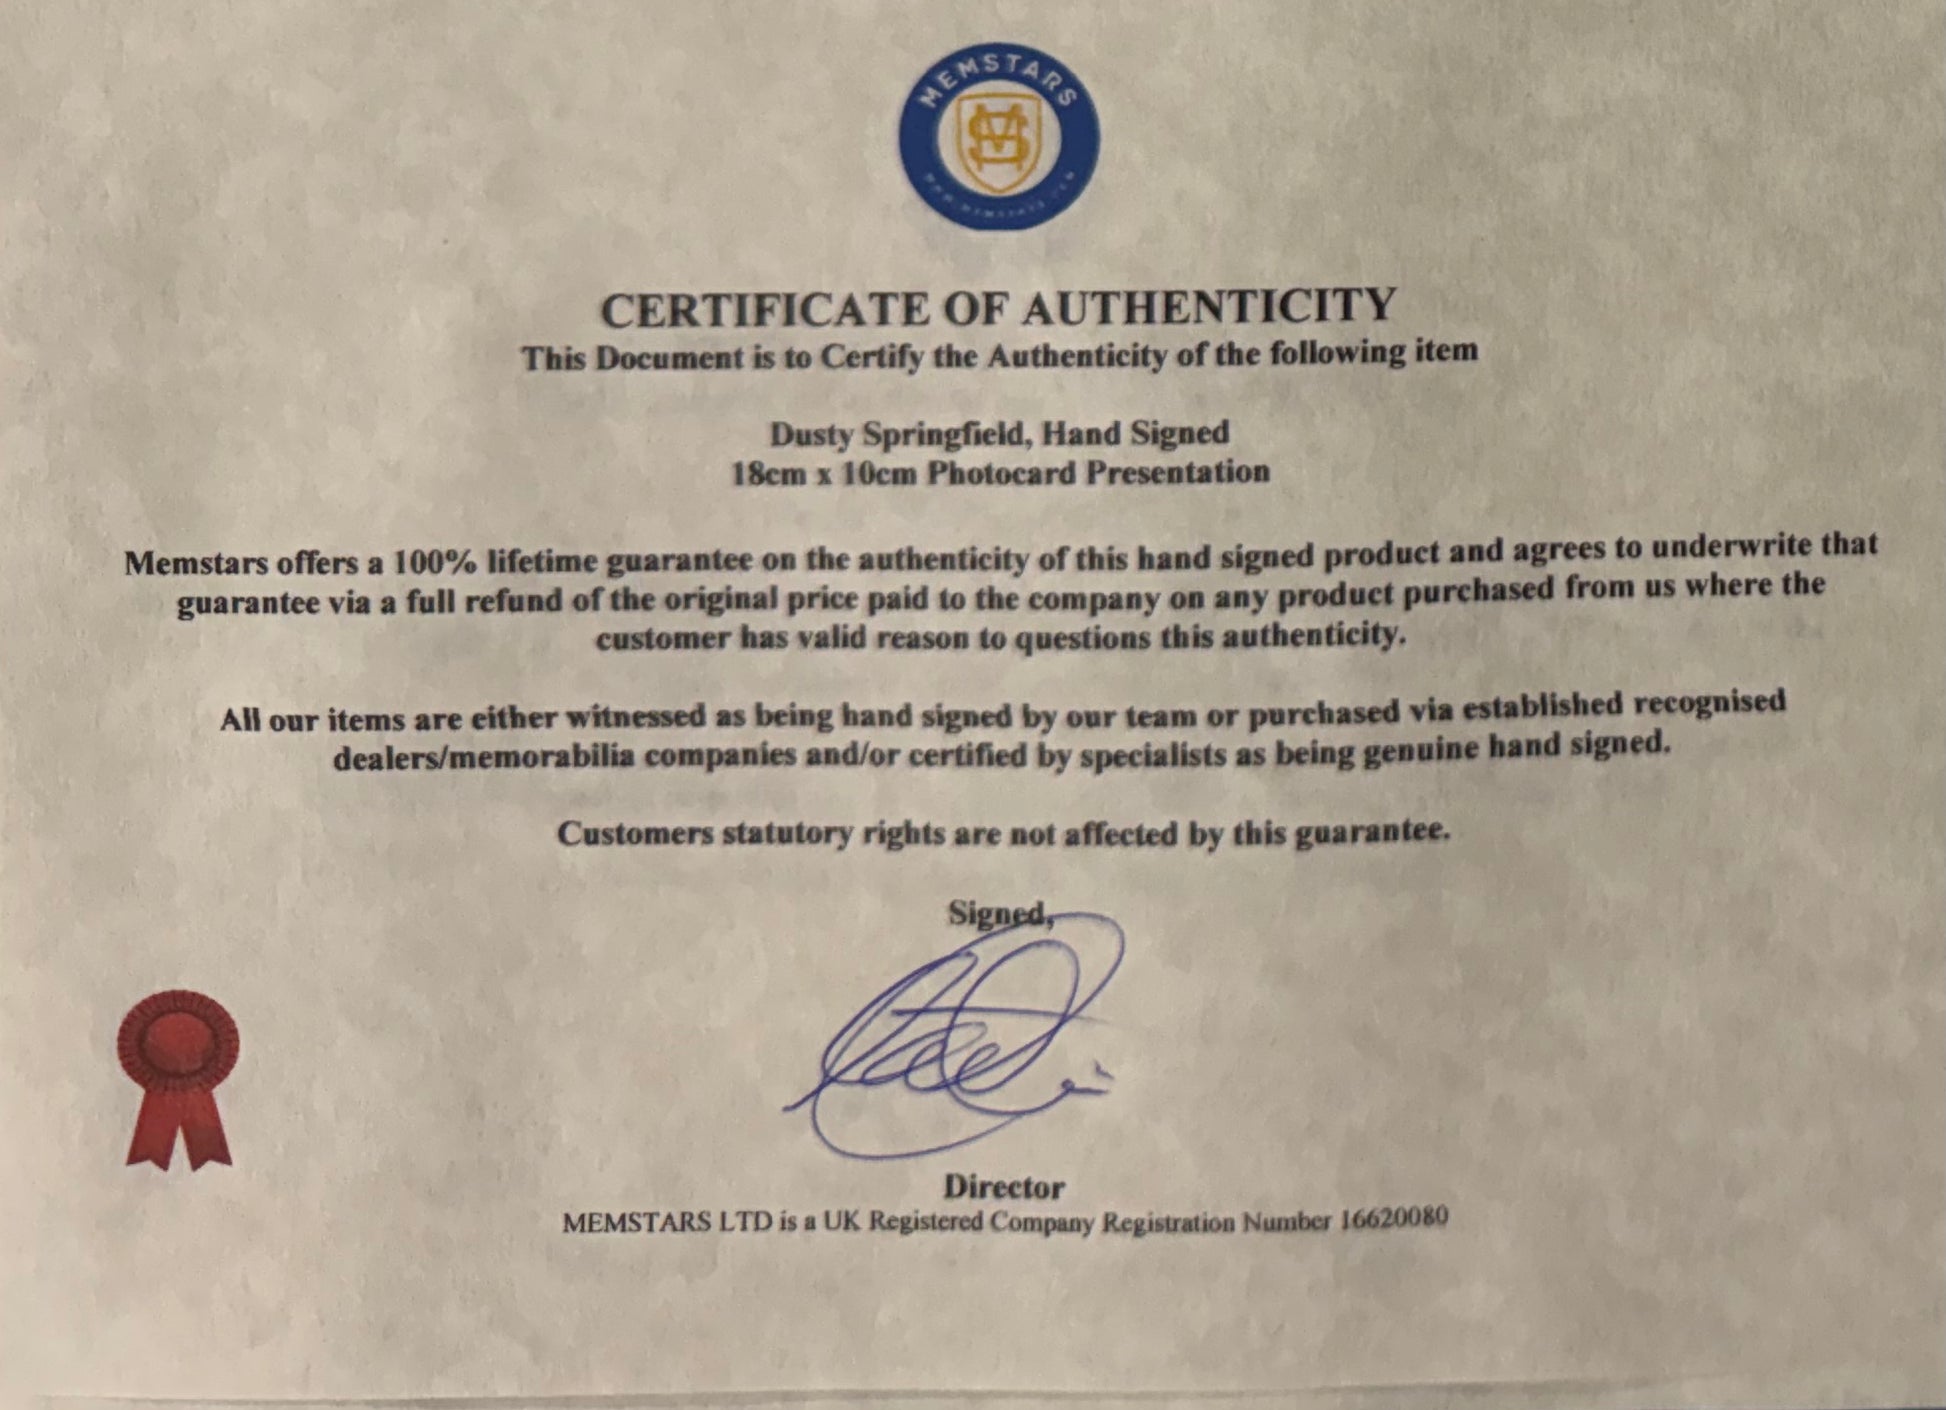 MEMSTARS
MS
CERTIFICATE OF AUTHENTICITY
This Document is to Certify the Authenticity of the following item
Dusty Springfield, Hand Signed
18cm x 10cm Photocard Presentation
Memstars offers a 100% lifetime guarantee on the authenticity of this hand signed product and agrees to underwrite that
guarantee via a full refund of the original price paid to the company on any product purchased from us where the
customer has valid reason to questions this authenticity.
All our items are either witnessed as being hand signed by our team or purchased via established recognised
dealers/memorabilia companies and/or certified by specialists as being genuine hand signed.
Customers statutory rights are not affected by this guarantee.
Signed,
Director
MEMSTARS LTD is a UK Registered Company Registration Number 16620080